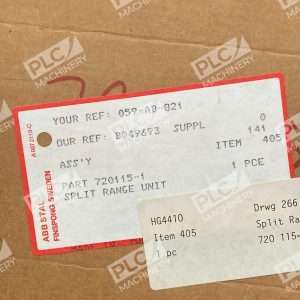 YOUR REF: 059-A8-821 0
OUR REF: 8049693 SUPPL 141
ASS'Y ITEM 405
PART 720115-1 1 PCE
SPLIT RANGE UNIT
ABB STAL
FINSPONG SWEDEN
HG4410 Drwg 266
Item 405 Split Ra
1 pc 720 115-
PLC
MACHINERY